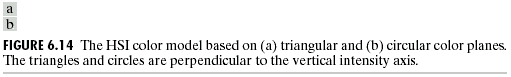 a
b
FIGURE 6.14 The HSI color model based on (a) triangular and (b) circular color planes.
The triangles and circles are perpendicular to the vertical intensity axis.